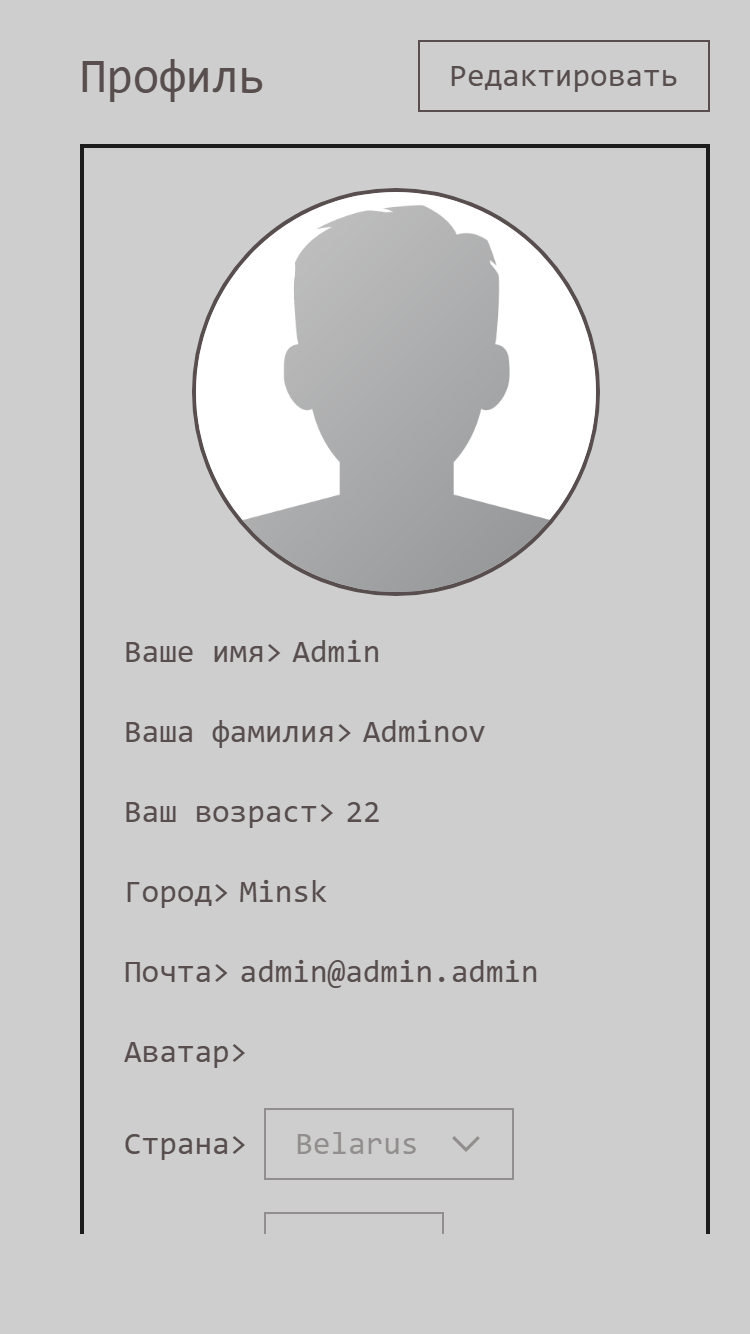 Профиль
Редактировать
Ваше имя> Admin
Ваша фамилия> Adminov
Ваш возраст> 22
Город> Minsk
Почта> admin@admin.admin
Аватар>
Страна> Belarus